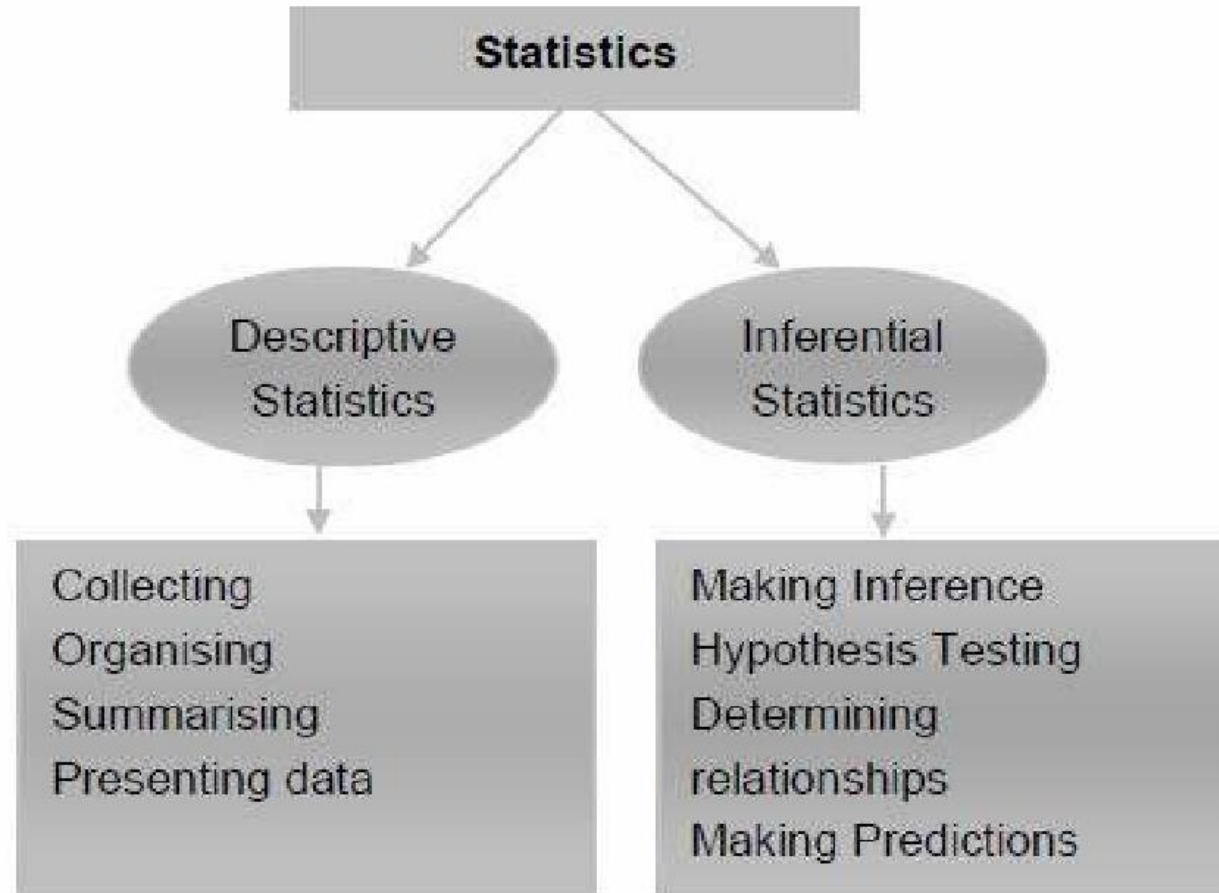 Statistics
Descriptive
Statistics
Inferential
Statistics
Collecting
Organising
Summarising
Presenting data
Making Inference
Hypothesis Testing
Determining
relationships
Making Predictions